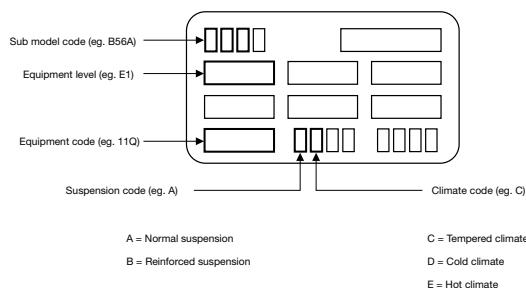 Sub model code (eg. B56A)
Equipment level (eg. E1)
Equipment code (eg. 11Q)
Suspension code (eg. A)
Climate code (eg. C)
A = Normal suspension
B = Reinforced suspension
C = Tempered climate
D = Cold climate
E = Hot climate